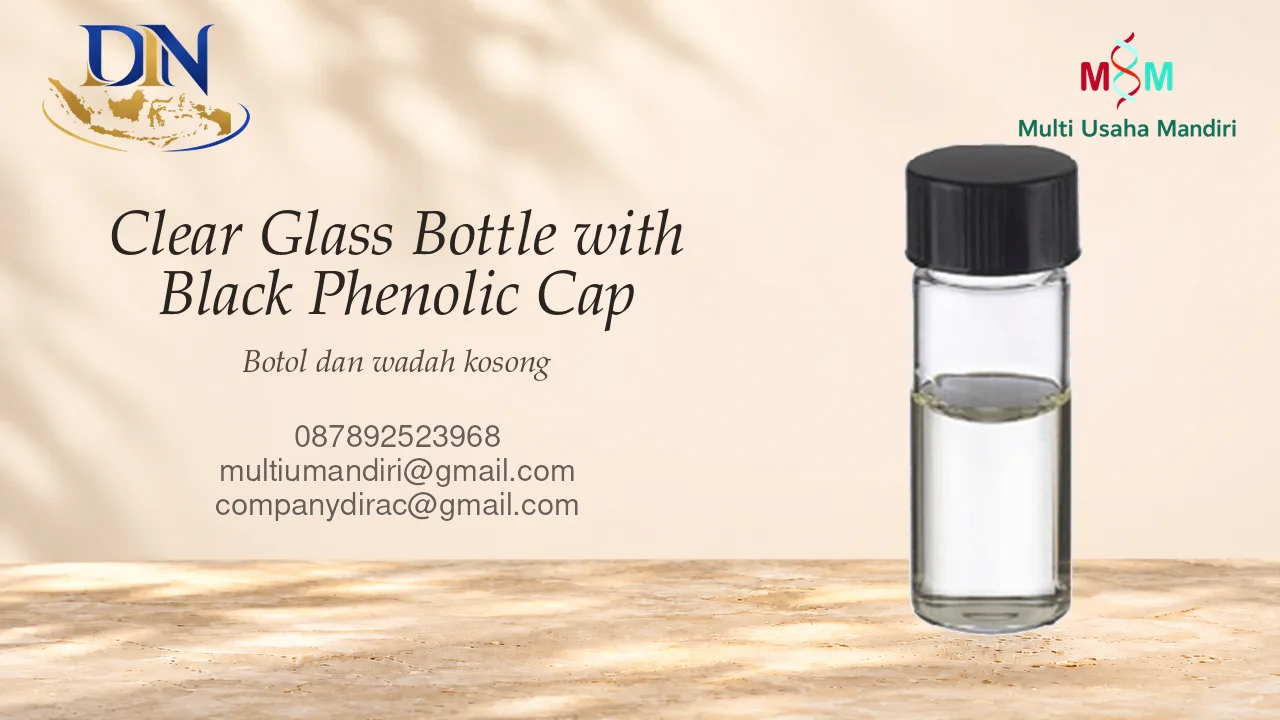 DIN
M M
Multi Usaha Mandiri
Clear Glass Bottle with
Black Phenolic Cap
Botol dan wadah kosong
087892523968
multiumandiri@gmail.com
companydirac@gmail.com